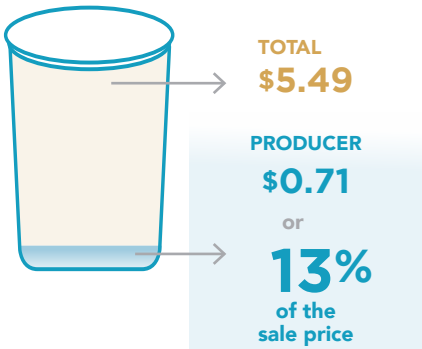 TOTAL
$5.49
PRODUCER
$0.71
or
13%
of the
sale price